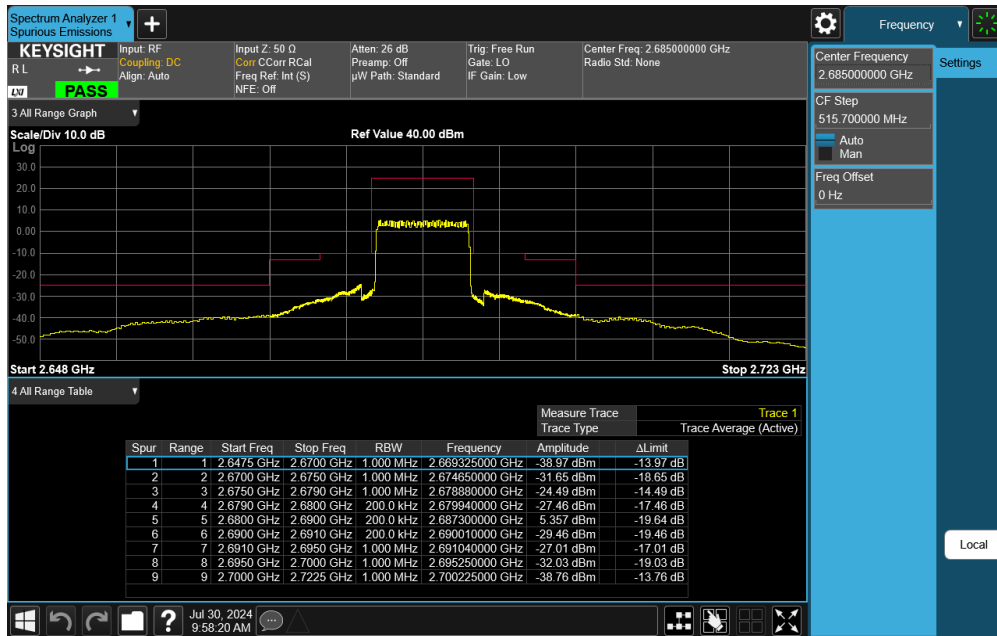 Spectrum Analyzer 1
Spurious Emissions
Frequency
KEYSIGHT
R L
LXI
PASS
Input: RF
Coupling: DC
Align: Auto
Input Z: 50 Ω
Corr CCorr RCal
Freq Ref: Int (S)
NFE: Off
Atten: 26 dB
Preamp: Off
µW Path: Standard
Trig: Free Run
Gate: LO
IF Gain: Low
Center Freq: 2.685000000 GHz
Radio Std: None
Center Frequency
2.685000000 GHz
Settings
CF Step
515.700000 MHz
Auto
Man
Freq Offset
0 Hz
Local
3 All Range Graph
Scale/Div 10.0 dB
Ref Value 40.00 dBm
Log
30.0
20.0
10.0
0.00
-10.0
-20.0
-30.0
-40.0
-50.0
Start 2.648 GHz
Stop 2.723 GHz
4 All Range Table
Measure Trace Trace 1
Trace Type Trace Average (Active)
Spur Range Start Freq Stop Freq RBW Frequency Amplitude ΔLimit
1 1 2.6475 GHz 2.6700 GHz 1.000 MHz 2.669325000 GHz -38.97 dBm -13.97 dB
2 2 2.6700 GHz 2.6750 GHz 1.000 MHz 2.674650000 GHz -31.65 dBm -18.65 dB
3 3 2.6750 GHz 2.6790 GHz 1.000 MHz 2.678880000 GHz -24.49 dBm -14.49 dB
4 4 2.6790 GHz 2.6800 GHz 200.0 kHz 2.679940000 GHz -27.46 dBm -17.46 dB
5 5 2.6800 GHz 2.6900 GHz 200.0 kHz 2.687300000 GHz 5.357 dBm -19.64 dB
6 6 2.6900 GHz 2.6910 GHz 200.0 kHz 2.690010000 GHz -29.46 dBm -19.46 dB
7 7 2.6910 GHz 2.6950 GHz 1.000 MHz 2.691040000 GHz -27.01 dBm -17.01 dB
8 8 2.6950 GHz 2.7000 GHz 1.000 MHz 2.695250000 GHz -32.03 dBm -19.03 dB
9 9 2.7000 GHz 2.7225 GHz 1.000 MHz 2.700225000 GHz -38.76 dBm -13.76 dB
Jul 30, 2024
9:58:20 AM